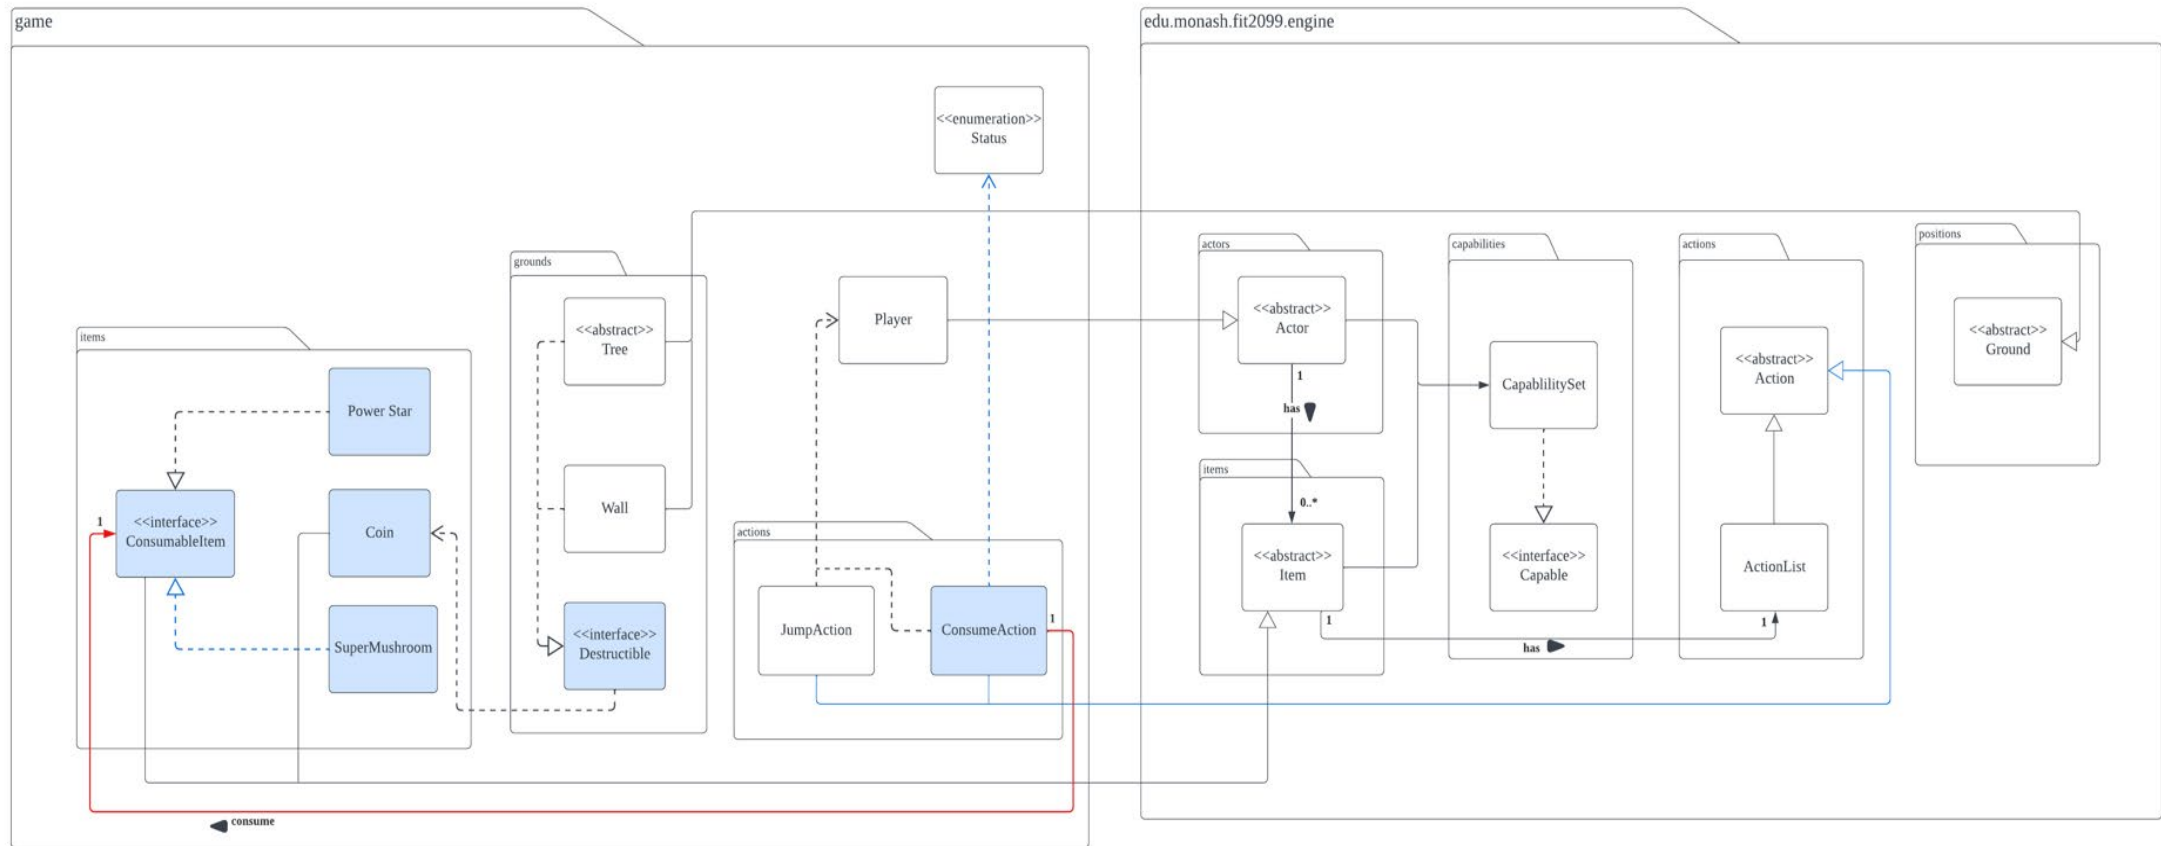 game
edu.monash.fit2099.engine
<<enumeration>>
Status
positions
actors
capabilities
actions
grounds
<<abstract>>
Tree
Player
<<abstract>>
Actor
<<abstract>>
Ground
items
<<abstract>>
Action
1
has
CapablilitySet
Power Star
items
0..*
Wall
1
<<interface>>
ConsumableItem
Coin
actions
<<abstract>>
Item
<<interface>>
Capable
ActionList
SuperMushroom
<<interface>>
Destructible
JumpAction
ConsumeAction
1
1
1
has
consume